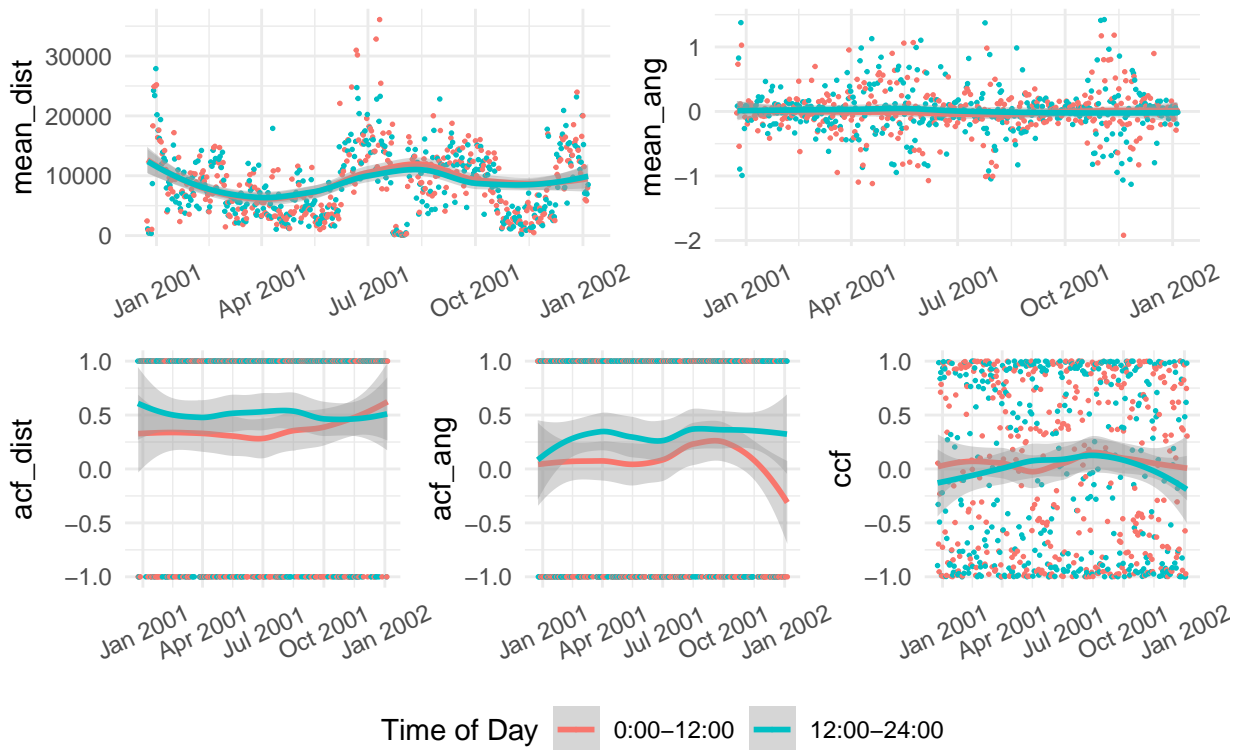 mean_dist
30000
20000
10000
0
Jan 2001
Apr 2001
Jul 2001
Oct 2001
Jan 2002
mean_ang
1
0
−1
−2
Jan 2001
Apr 2001
Jul 2001
Oct 2001
Jan 2002
acf_dist
1.0
0.5
0.0
−0.5
−1.0
Jan 2001
Apr 2001
Jul 2001
Oct 2001
Jan 2002
acf_ang
1.0
0.5
0.0
−0.5
−1.0
Jan 2001
Apr 2001
Jul 2001
Oct 2001
Jan 2002
ccf
1.0
0.5
0.0
−0.5
−1.0
Jan 2001
Apr 2001
Jul 2001
Oct 2001
Jan 2002
Time of Day 0:00−12:00 12:00−24:00